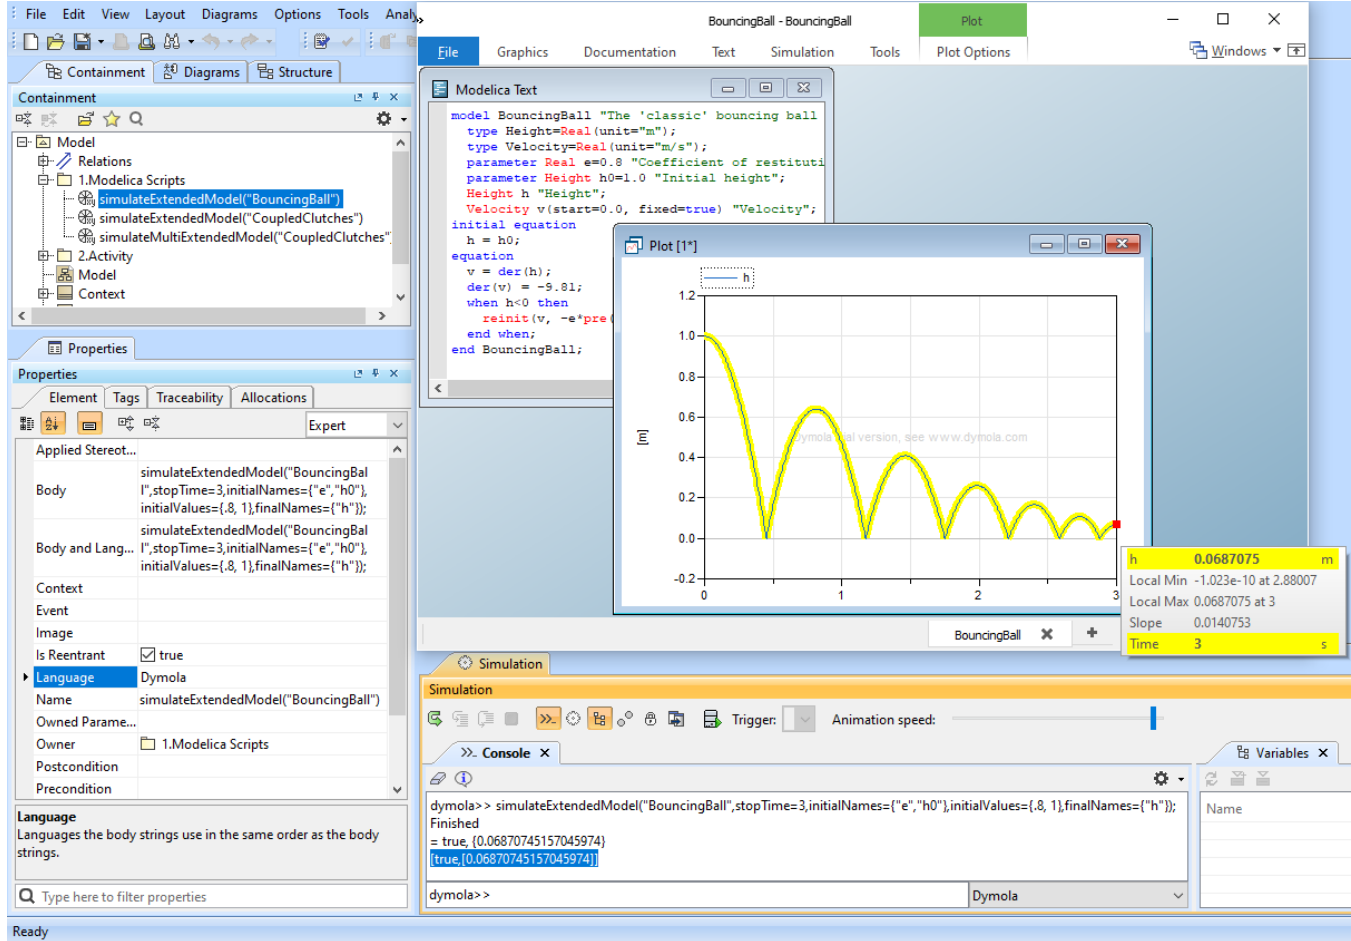 File Edit View Layout Diagrams Options Tools
Containment Diagrams Structure
Containment
Model
Relations
1.Modelica Scripts
simulateExtendedModel("BouncingBall")
simulateExtendedModel("CoupledClutches")
simulateMultiExtendedModel("CoupledClutches"
2.Activity
Model
Context
Properties
Properties
Element Tags Traceability Allocations
Expert
Applied Stereot...
Body
simulateExtendedModel("BouncingBal
l",stopTime=3,initialNames={"e","h0"},
initialValues={.8, 1},finalNames={"h"});
Body and Lang...
simulateExtendedModel("BouncingBal
l",stopTime=3,initialNames={"e","h0"},
initialValues={.8, 1},finalNames={"h"});
Context
Event
Image
Is Reentrant true
Language Dymola
Name simulateExtendedModel("BouncingBall")
Owned Parame...
Owner 1.Modelica Scripts
Postcondition
Precondition
Language
Languages the body strings use in the same order as the body
strings.
Type here to filter properties
Ready
BouncingBall - BouncingBall Plot
File Graphics Documentation Text Simulation Tools Plot Options Windows
Modelica Text
model BouncingBall "The 'classic' bouncing ball
type Height=Real(unit="m");
type Velocity=Real(unit="m/s");
parameter Real e=0.8 "Coefficient of restituti
parameter Height h0=1.0 "Initial height";
Height h "Height";
Velocity v(start=0.0, fixed=true) "Velocity";
initial equation
h = h0;
equation
v = der(h);
der(v) = -9.81;
when h<0 then
reinit(v, -e*pre(
end when;
end BouncingBall;
Plot [1*]
h
1.2
1.0
0.8
0.6
0.4
0.2
0.0
-0.2
[m]
0 1 2 3
version, see www.dymola.com
h 0.0687075 m
Local Min -1.023e-10 at 2.88007
Local Max 0.0687075 at 3
Slope 0.0140753
Time 3 s
BouncingBall
Simulation
Simulation
Trigger: Animation speed:
Console
Variables
dymola>> simulateExtendedModel("BouncingBall",stopTime=3,initialNames={"e","h0"},initialValues={.8, 1},finalNames={"h"});
Finished
= true, {0.06870745157045974}
[true,[0.06870745157045974]]
dymola>> Dymola
Name